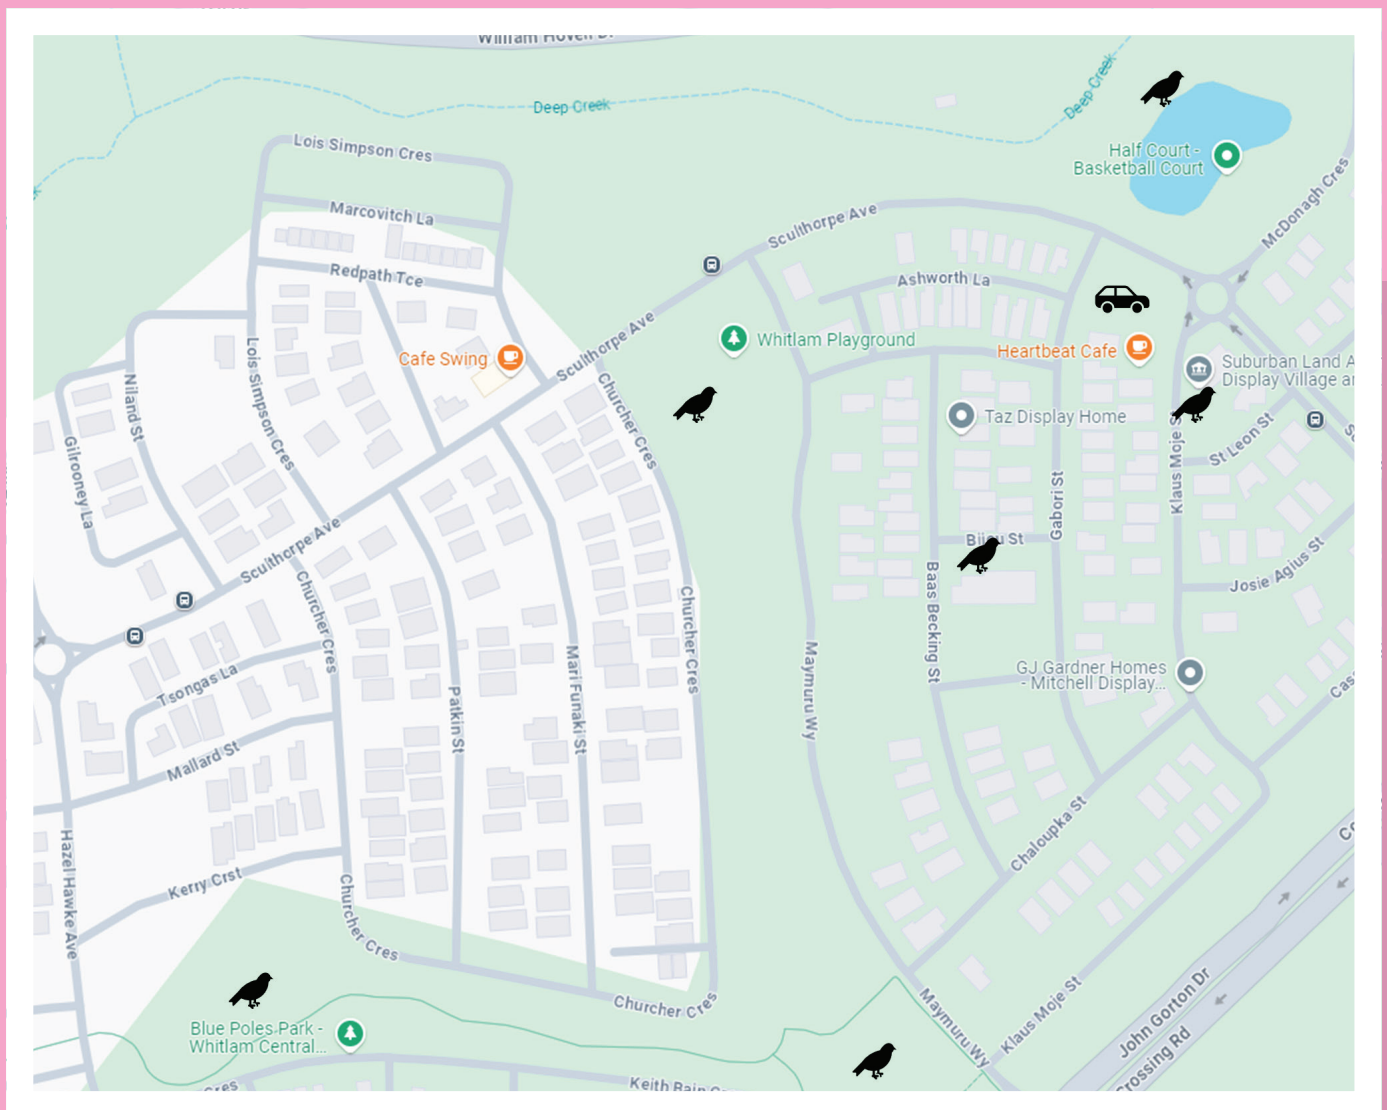 William Hovell Dr
Deep Creek
Deep Creek
Half Court -
Basketball Court
McDonagh Cres
Lois Simpson Cres
Marcovitch La
Redpath Tce
Sculthorpe Ave
Ashworth La
Whitlam Playground
Heartbeat Cafe
Suburban Land A
Display Village ar
Cafe Swing
Sculthorpe Ave
Churcher Cres
Niland St
Lois Simpson Cres
Gilrooney La
Taz Display Home
St Leon St
Klaus Moje S
Gabori St
Bijou St
Josie Agius St
Sculthorpe Ave
Churcher Cres
Churcher Cres
Baas Becking St
Maymuru Wy
Mari Funaki St
Patkin St
Tsongas La
Mallard St
GJ Gardner Homes
- Mitchell Display...
Cas
Chaloupka St
Hazel Hawke Ave
Kerry Crst
Churcher Cres
Churcher Cres
Blue Poles Park -
Whitlam Central...
Cres
Keith Bain C
Maymuru Wy
Klaus Moje St
John Gorton Dr
Crossing Rd
Co